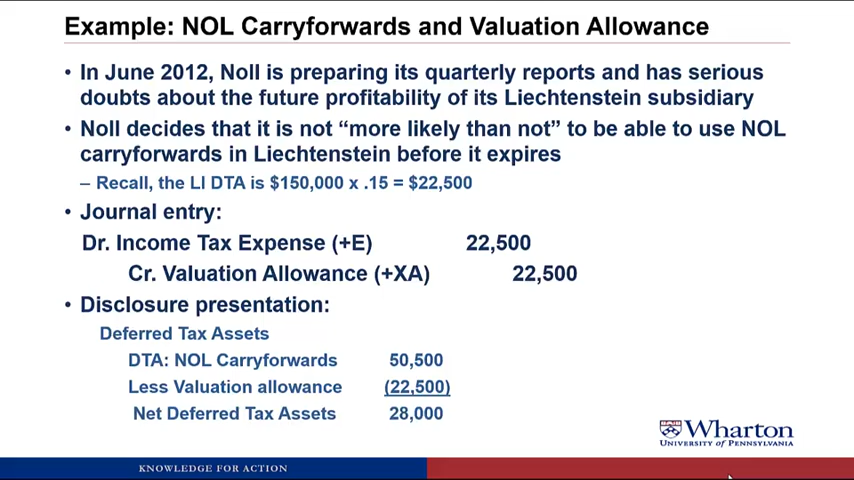 Example: NOL Carryforwards and Valuation Allowance
• In June 2012, Noll is preparing its quarterly reports and has serious
doubts about the future profitability of its Liechtenstein subsidiary
• Noll decides that it is not “more likely than not” to be able to use NOL
carryforwards in Liechtenstein before it expires
– Recall, the LI DTA is $150,000 x .15 = $22,500
• Journal entry:
Dr. Income Tax Expense (+E) 22,500
Cr. Valuation Allowance (+XA) 22,500
• Disclosure presentation:
Deferred Tax Assets
DTA: NOL Carryforwards 50,500
Less Valuation allowance (22,500)
Net Deferred Tax Assets 28,000
Wharton
UNIVERSITY OF PENNSYLVANIA
KNOWLEDGE FOR ACTION